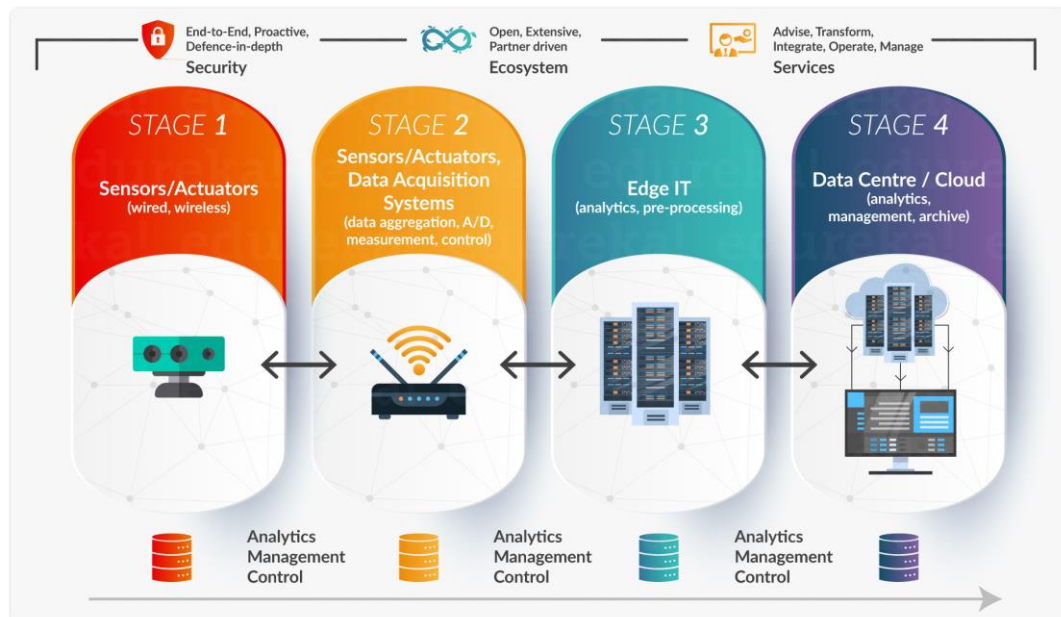 End-to-End, Proactive,
Defence-in-depth
Security
Open, Extensive,
Partner driven
Ecosystem
Advise, Transform,
Integrate, Operate, Manage
Services
STAGE 1
Sensors/Actuators
(wired, wireless)
STAGE 2
Sensors/Actuators,
Data Acquisition
Systems
(data aggregation, A/D,
measurement, control)
STAGE 3
Edge IT
(analytics, pre-processing)
STAGE 4
Data Centre / Cloud
(analytics,
management, archive)
Analytics
Management
Control
Analytics
Management
Control
Analytics
Management
Control